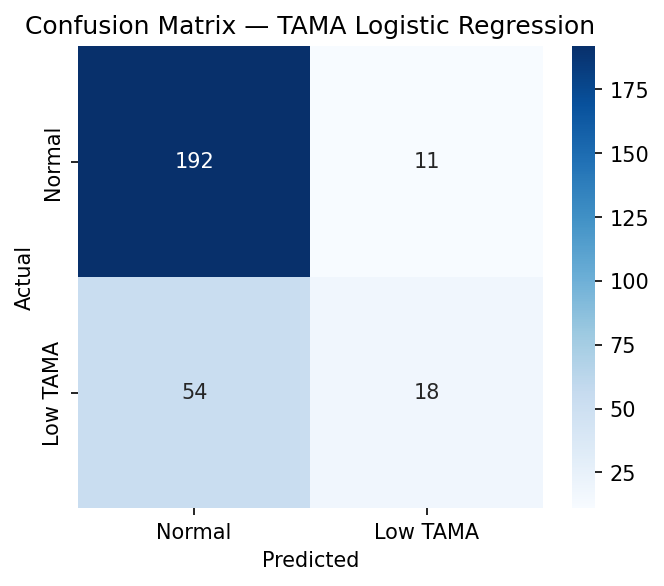 Confusion Matrix — TAMA Logistic Regression
Actual
Normal
192
11
Low TAMA
54
18
Normal
Low TAMA
Predicted
175
150
125
100
75
50
25